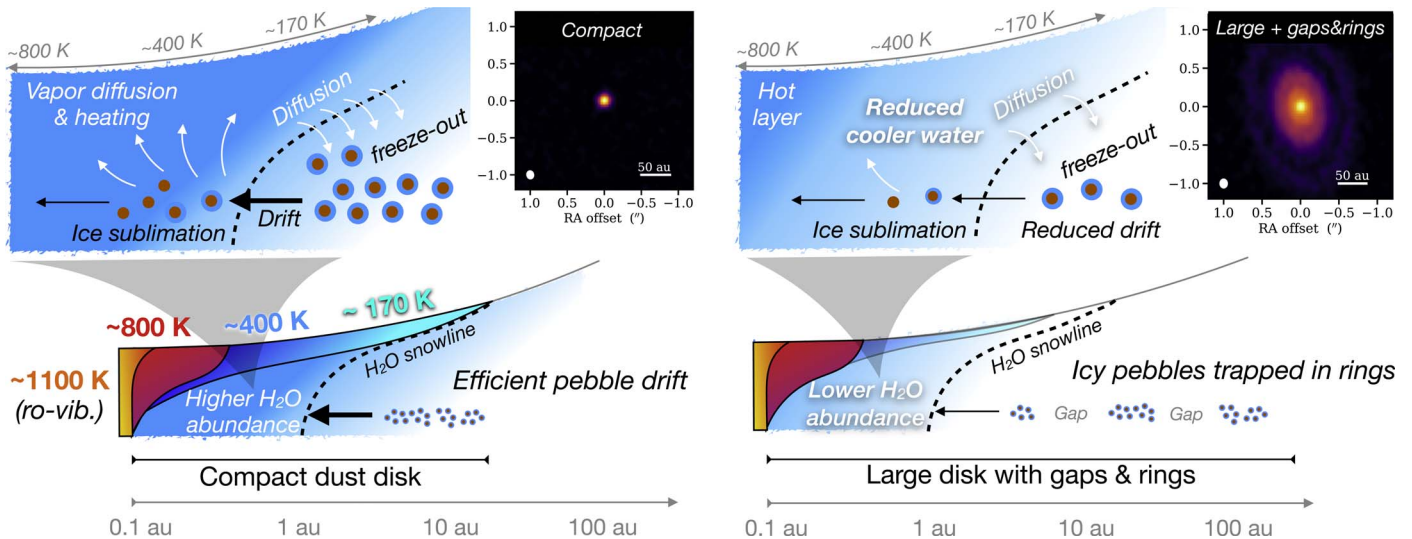 ~800 K
~400 K
~170 K
Vapor diffusion
& heating
Diffusion
freeze-out
Drift
Ice sublimation
Compact
1.0
0.5
0.0
−0.5
−1.0
50 au
1.0 0.5 0.0 −0.5 −1.0
RA offset (″)
~800 K
~400 K
~170 K
Hot
layer
Reduced
cooler water
Diffusion
freeze-out
Ice sublimation
Reduced drift
Large + gaps&rings
1.0
0.5
0.0
−0.5
−1.0
50 au
1.0 0.5 0.0 −0.5 −1.0
RA offset (″)
~800 K
~400 K
~ 170 K
~1100 K
(ro-vib.)
H₂O snowline
Efficient pebble drift
Higher H₂O
abundance
Compact dust disk
0.1 au 1 au 10 au 100 au
H₂O snowline
Icy pebbles trapped in rings
Lower H₂O
abundance
Gap Gap
Large disk with gaps & rings
0.1 au 1 au 10 au 100 au